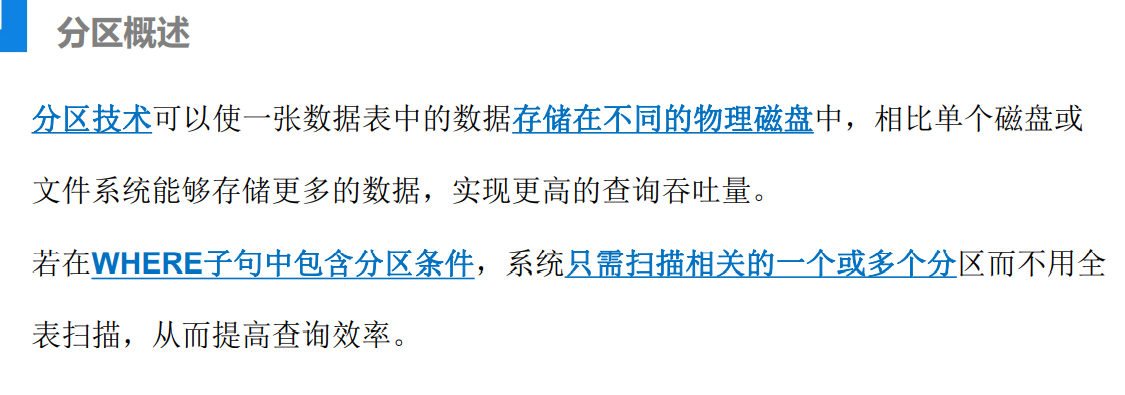 分区概述
分区技术可以使一张数据表中的数据存储在不同的物理磁盘中，相比单个磁盘或
文件系统能够存储更多的数据，实现更高的查询吞吐量。
若在WHERE子句中包含分区条件，系统只需扫描相关的一个或多个分区而不用全
表扫描，从而提高查询效率。